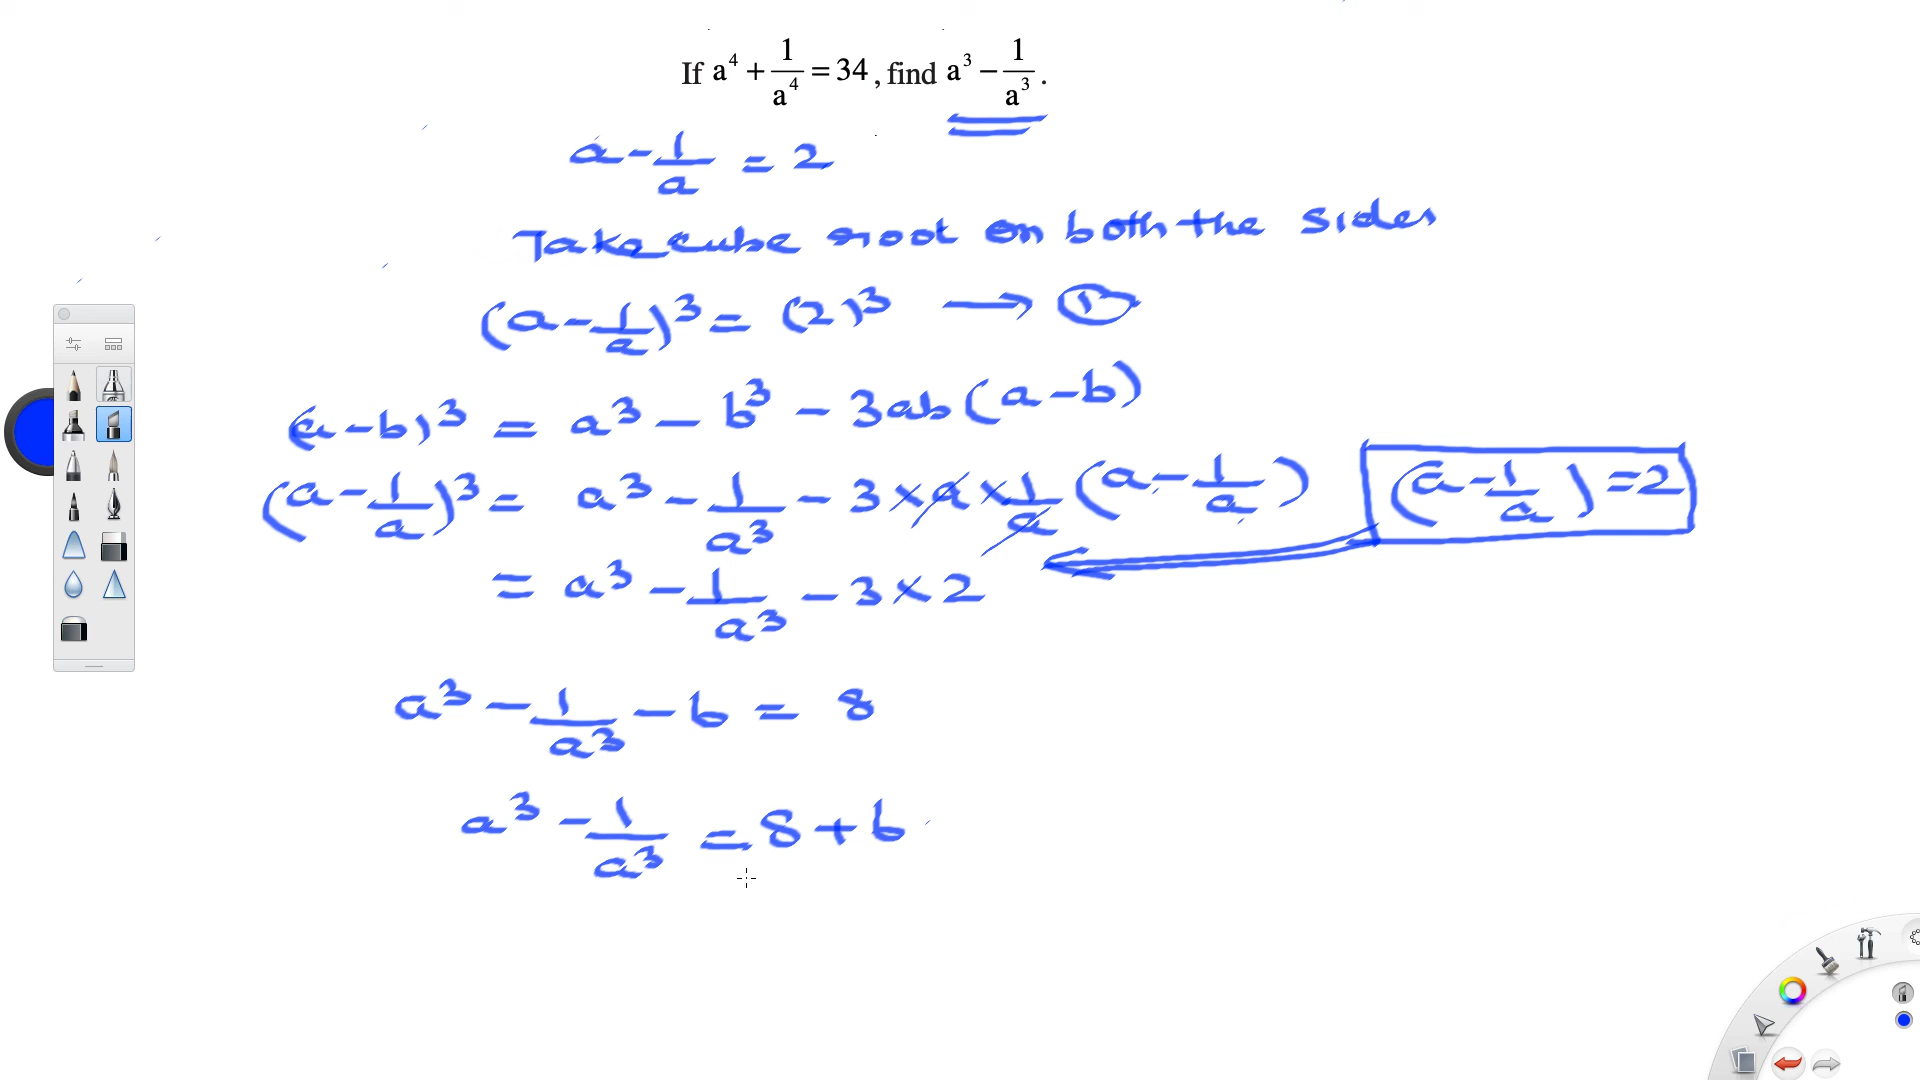 If a⁴ + 1/a⁴ = 34, find a³ − 1/a³.
a − 1/a = 2
Take cube root on both the sides
(a − 1/a)³ = (2)³ → ①
(a − b)³ = a³ − b³ − 3ab(a − b)
(a − 1/a)³ = a³ − 1/a³ − 3 × a × 1/a (a − 1/a) (a − 1/a) = 2
= a³ − 1/a³ − 3 × 2
a³ − 1/a³ − 6 = 8
a³ − 1/a³ = 8 + 6